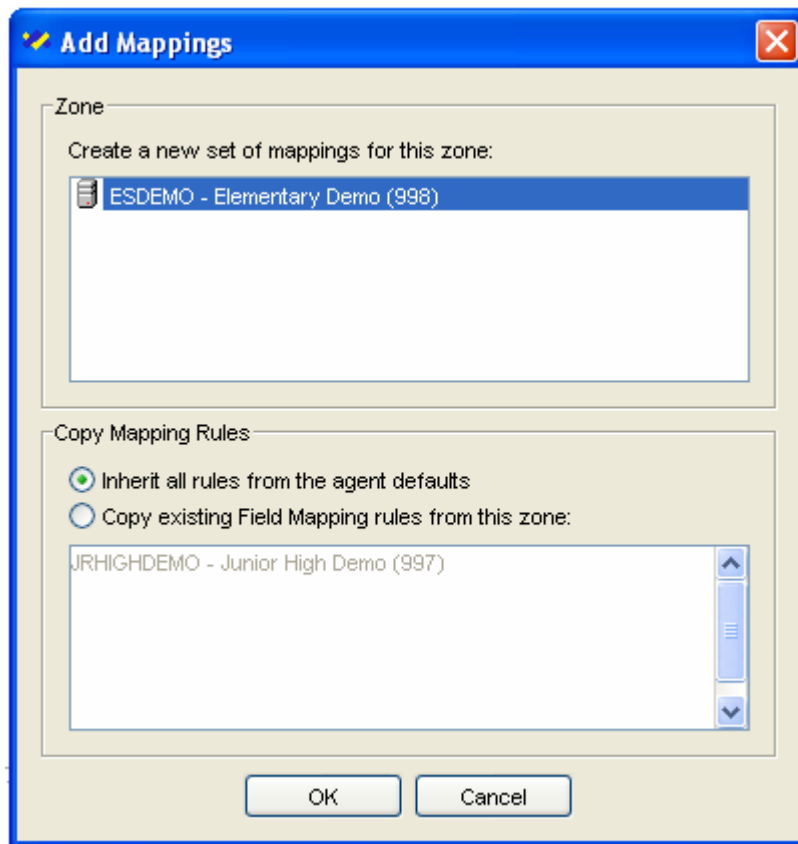 Add Mappings
Zone
Create a new set of mappings for this zone:
ESDEMO - Elementary Demo (998)
Copy Mapping Rules
Inherit all rules from the agent defaults
Copy existing Field Mapping rules from this zone:
JRHIGHDEMO - Junior High Demo (997)
OK
Cancel